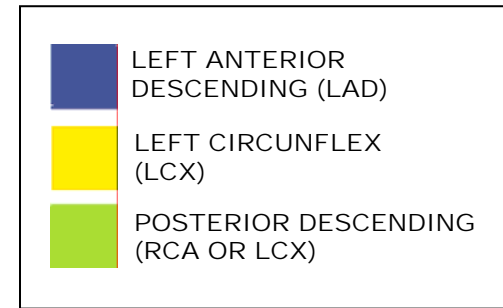 LEFT ANTERIOR
DESCENDING (LAD)
LEFT CIRCUNFLEX
(LCX)
POSTERIOR DESCENDING
(RCA OR LCX)